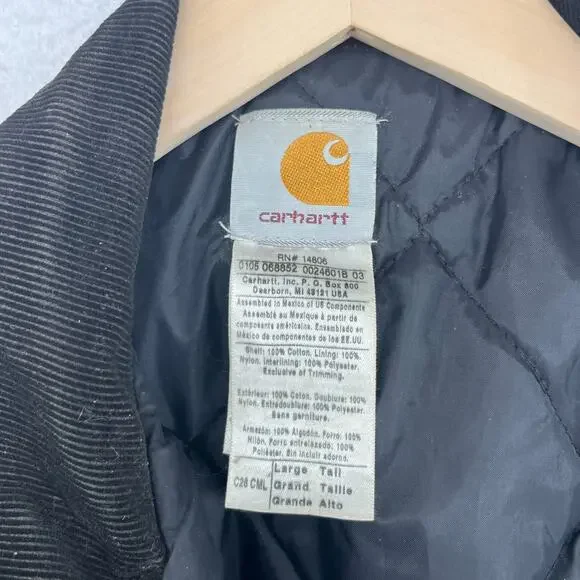 carhartt
RN# 14806
0105 068852 0024601B 03
Carhartt, Inc. P. O. Box 600
Dearborn, MI 48121 USA
Assembled in Mexico of US Components
Assemblé au Mexique à partir de
composants américains. Ensamblado en
México de componentes de los EE.UU.
Shell: 100% Cotton. Lining: 100%
Nylon. Interlining: 100% Polyester.
Exclusive of Trimming.
Extérieur: 100% Coton. Doublure: 100%
Nylon. Entredoublure: 100% Polyester.
Sans garniture.
Armazón: 100% Algodón. Forro: 100%
Nilón. Forro entrelazado: 100%
Poliéster. Sin incluir adorno.
C26 CML
Large Tall
Grand Taille
Grande Alto